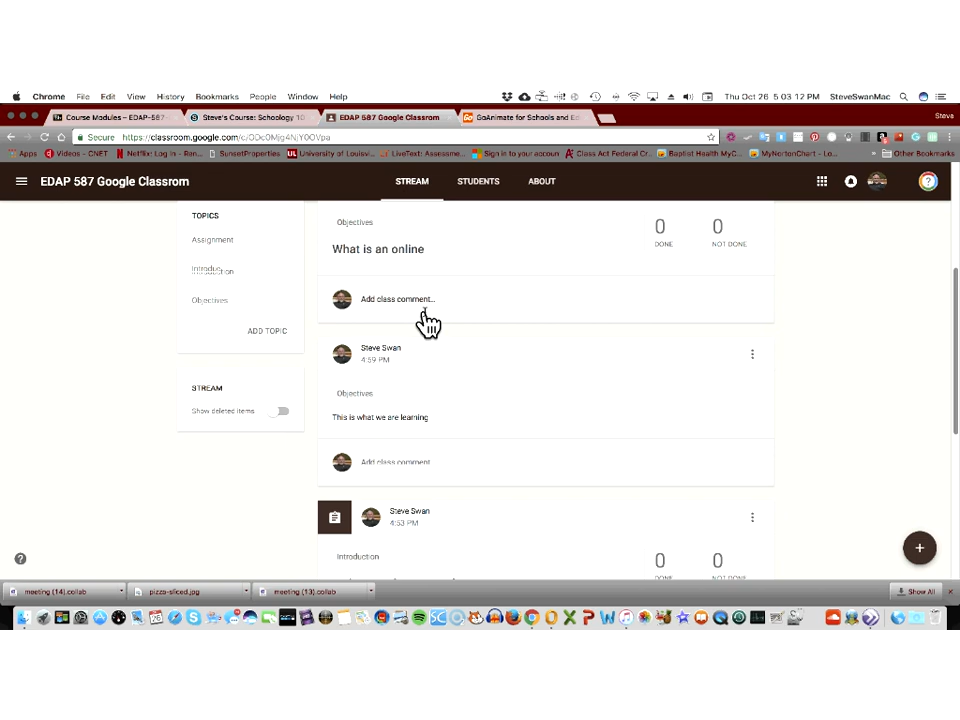 Chrome File Edit View History Bookmarks People Window Help Thu Oct 26 5:03:12 PM SteveSwanMac
Course Modules – EDAP-587- Steve's Course: Schoology 10 EDAP 587 Google Classrom GoAnimate for Schools and Ed Steve
Secure https://classroom.google.com/c/
Apps Videos – CNET Netflix: Log in - Ren... SunsetProperties University of Louisvi... LiveText: Assessme... Sign in to your accoun Class Act Federal Cr... Baptist Health MyC... MyNortonChart - Lo... » Other Bookmarks
EDAP 587 Google Classrom STREAM STUDENTS ABOUT
TOPICS
Assignment
Introduction
Objectives
ADD TOPIC
STREAM
Show deleted items
Objectives
What is an online
0 0
DONE NOT DONE
Add class comment...
Steve Swan
4:59 PM
Objectives
This is what we are learning
Add class comment
Steve Swan
4:53 PM
Introduction
0 0
DONE NOT DONE
+
meeting (14).collab pizza-sliced.jpg meeting (13).collab Show All